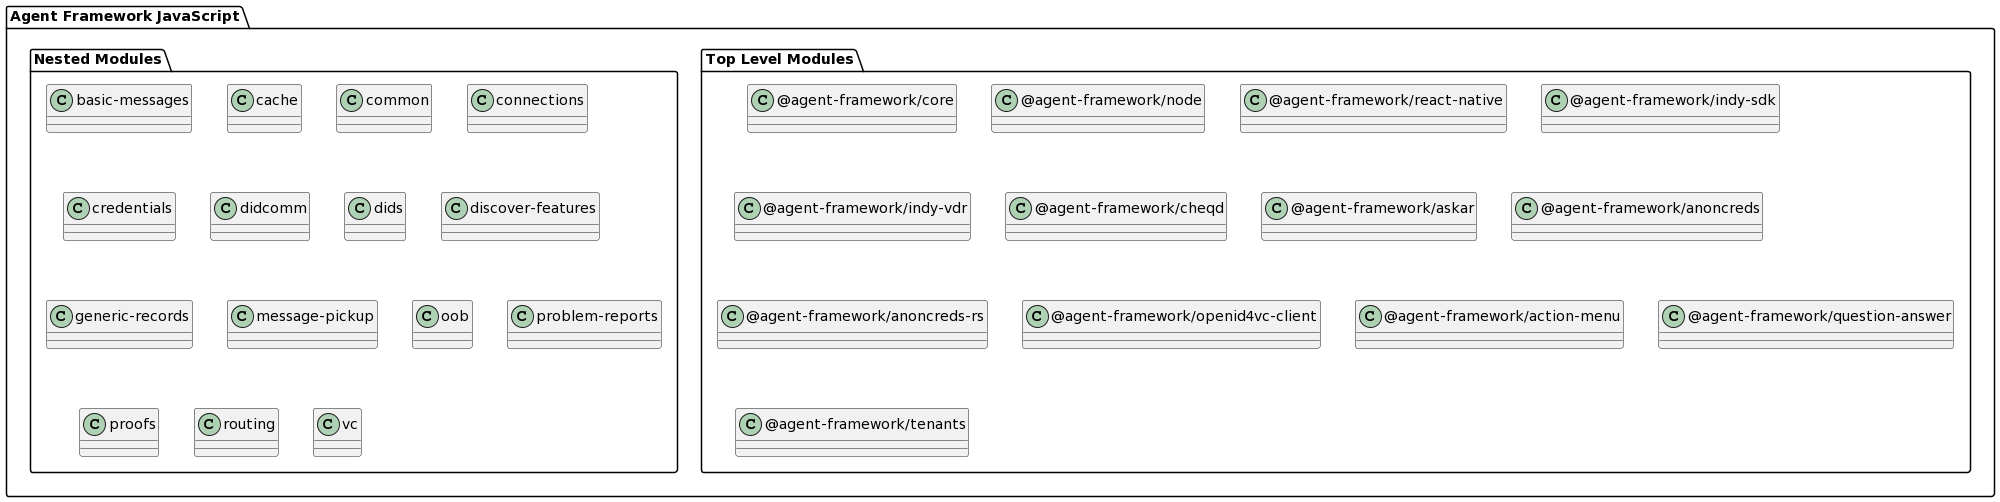 Agent Framework JavaScript
Nested Modules
C basic-messages
C cache
C common
C connections
C credentials
C didcomm
C dids
C discover-features
C generic-records
C message-pickup
C oob
C problem-reports
C proofs
C routing
C vc
Top Level Modules
C @agent-framework/core
C @agent-framework/node
C @agent-framework/react-native
C @agent-framework/indy-sdk
C @agent-framework/indy-vdr
C @agent-framework/cheqd
C @agent-framework/askar
C @agent-framework/anoncreds
C @agent-framework/anoncreds-rs
C @agent-framework/openid4vc-client
C @agent-framework/action-menu
C @agent-framework/question-answer
C @agent-framework/tenants